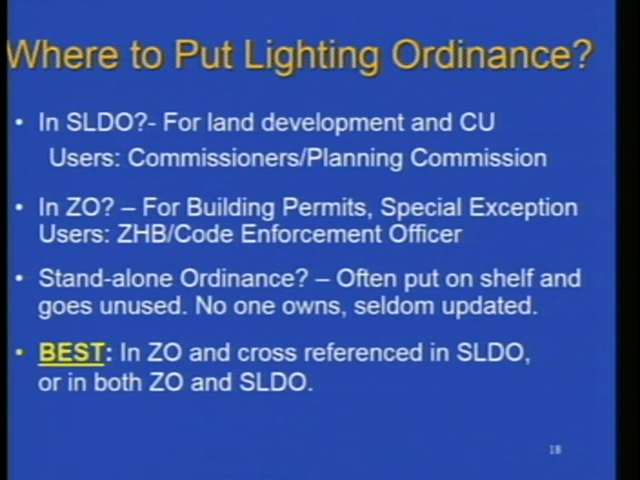 Where to Put Lighting Ordinance?
• In SLDO?- For land development and CU
Users: Commissioners/Planning Commission
• In ZO? – For Building Permits, Special Exception
Users: ZHB/Code Enforcement Officer
• Stand-alone Ordinance? – Often put on shelf and
goes unused. No one owns, seldom updated.
• BEST: In ZO and cross referenced in SLDO,
or in both ZO and SLDO.
18